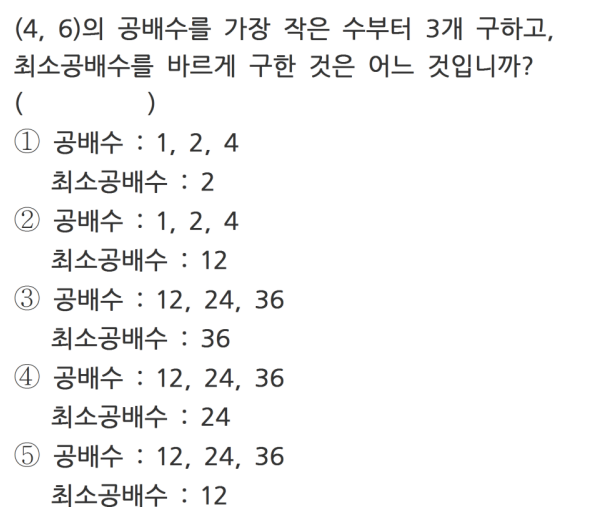 (4, 6)의 공배수를 가장 작은 수부터 3개 구하고,
최소공배수를 바르게 구한 것은 어느 것입니까?
(          )
① 공배수 : 1, 2, 4
최소공배수 : 2
② 공배수 : 1, 2, 4
최소공배수 : 12
③ 공배수 : 12, 24, 36
최소공배수 : 36
④ 공배수 : 12, 24, 36
최소공배수 : 24
⑤ 공배수 : 12, 24, 36
최소공배수 : 12